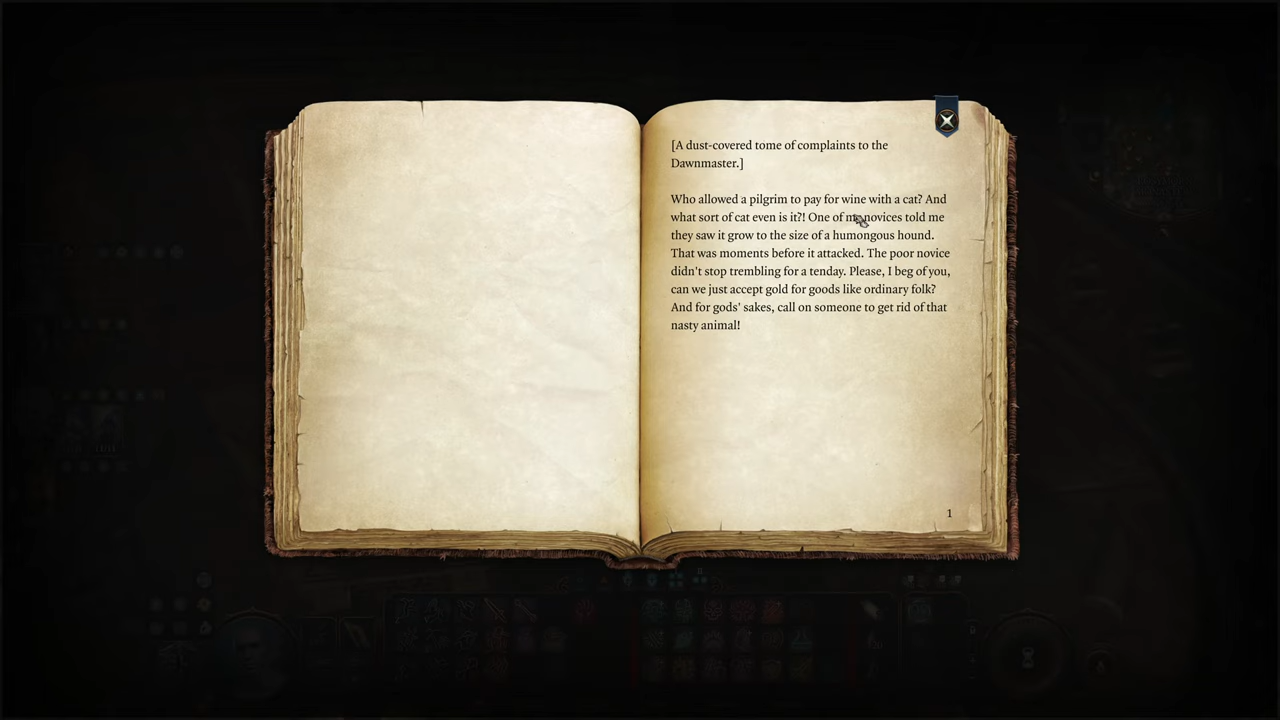 [A dust-covered tome of complaints to the
Dawnmaster.]
Who allowed a pilgrim to pay for wine with a cat? And
what sort of cat even is it?! One of my novices told me
they saw it grow to the size of a humongous hound.
That was moments before it attacked. The poor novice
didn't stop trembling for a tenday. Please, I beg of you,
can we just accept gold for goods like ordinary folk?
And for gods' sakes, call on someone to get rid of that
nasty animal!
1